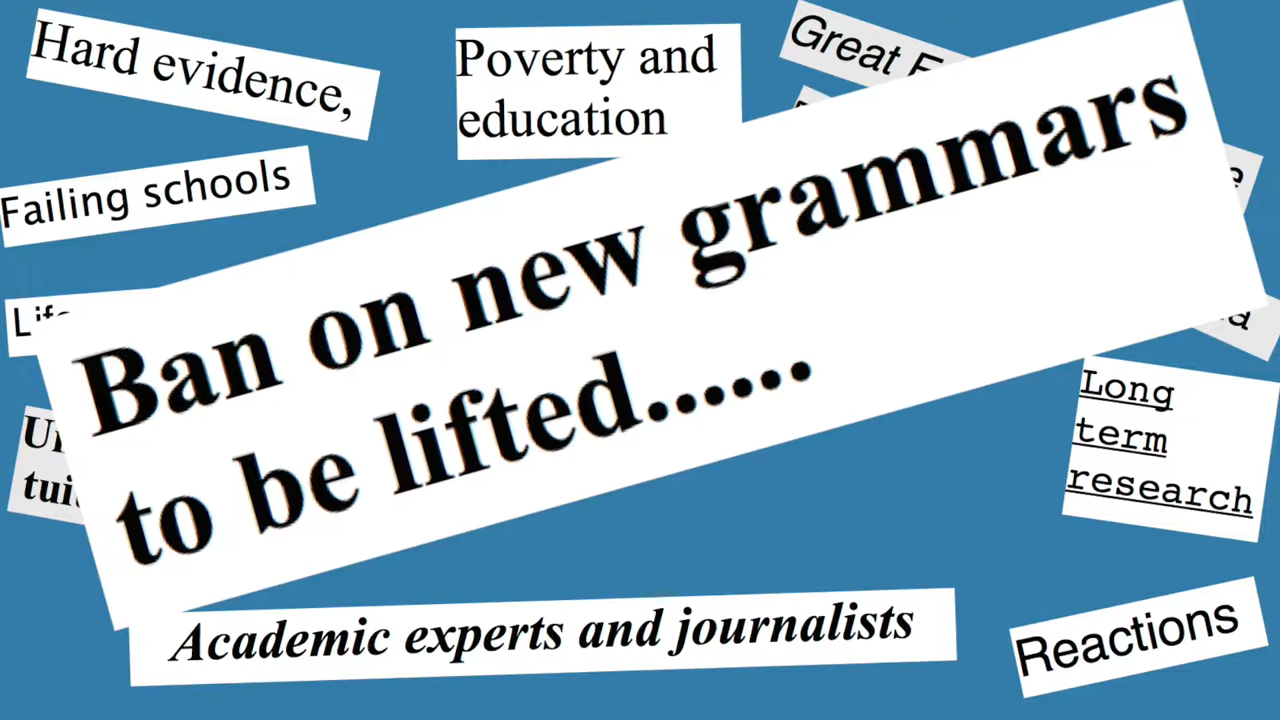 Hard evidence,
Poverty and
education
Great
Failing schools
Ban on new grammars
to be lifted......
Long
term
research
Academic experts and journalists
Reactions